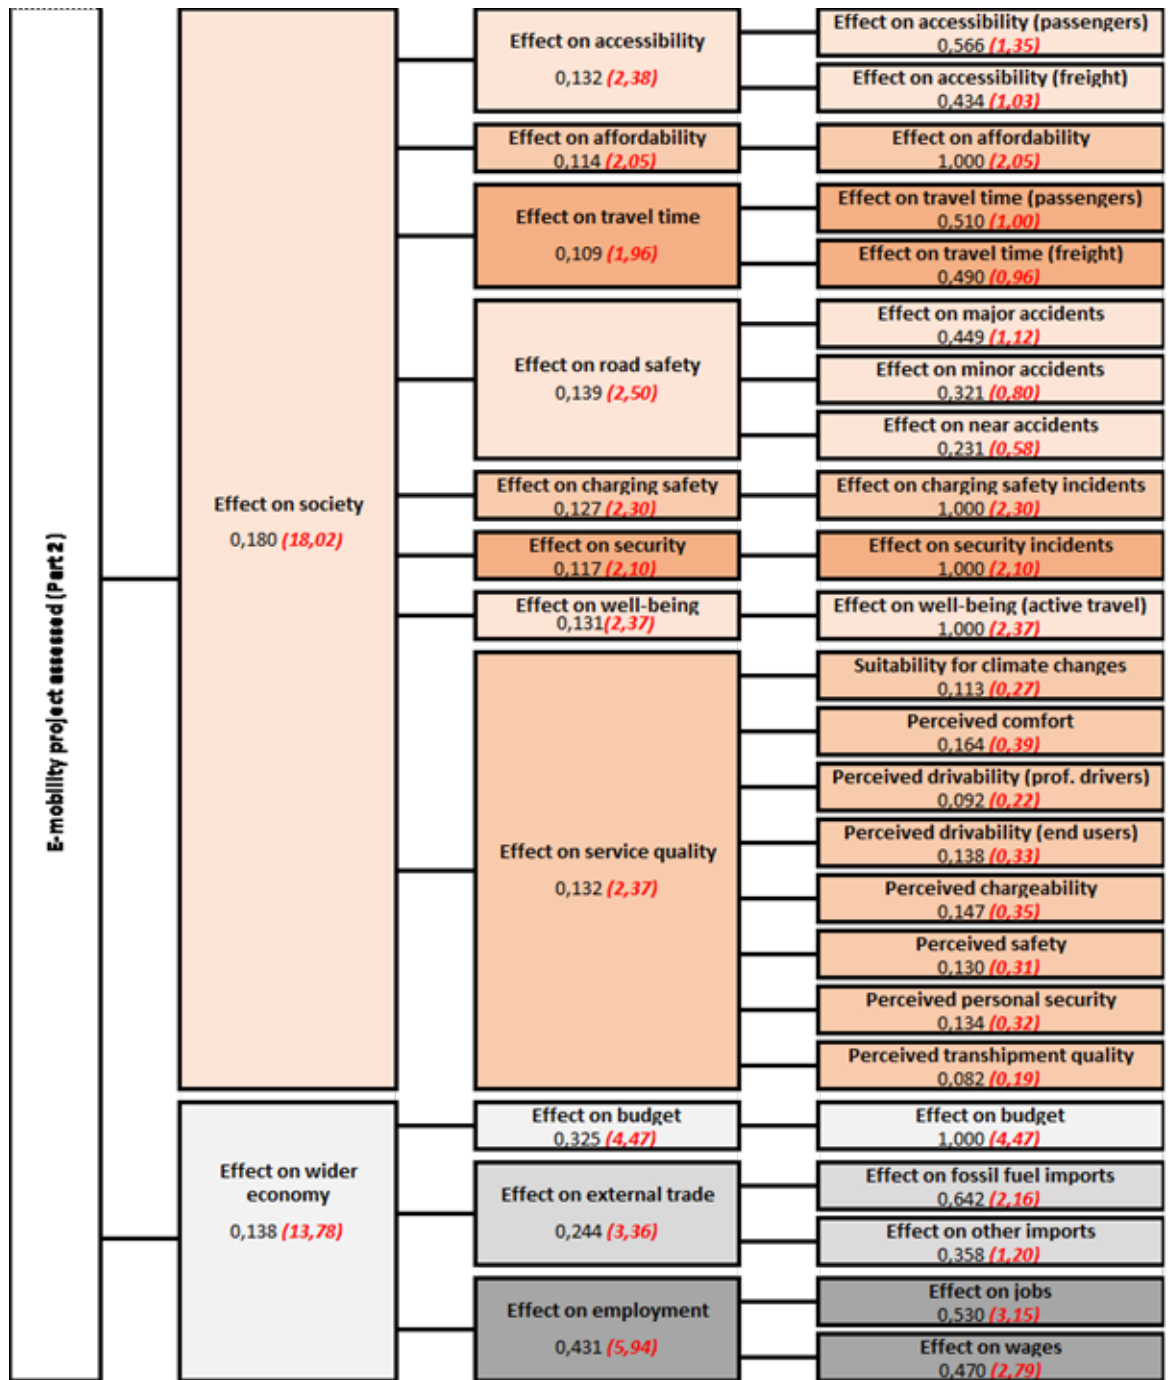 E-mobility project assessed (Part 2)
Effect on society
0,180 (18,02)
Effect on accessibility
0,132 (2,38)
Effect on accessibility (passengers)
0,566 (1,35)
Effect on accessibility (freight)
0,434 (1,03)
Effect on affordability
0,114 (2,05)
Effect on affordability
1,000 (2,05)
Effect on travel time
0,109 (1,96)
Effect on travel time (passengers)
0,510 (1,00)
Effect on travel time (freight)
0,490 (0,96)
Effect on road safety
0,139 (2,50)
Effect on major accidents
0,449 (1,12)
Effect on minor accidents
0,321 (0,80)
Effect on near accidents
0,231 (0,58)
Effect on charging safety
0,127 (2,30)
Effect on charging safety incidents
1,000 (2,30)
Effect on security
0,117 (2,10)
Effect on security incidents
1,000 (2,10)
Effect on well-being
0,131(2,37)
Effect on well-being (active travel)
1,000 (2,37)
Effect on service quality
0,132 (2,37)
Suitability for climate changes
0,113 (0,27)
Perceived comfort
0,164 (0,39)
Perceived drivability (prof. drivers)
0,092 (0,22)
Perceived drivability (end users)
0,138 (0,33)
Perceived chargeability
0,147 (0,35)
Perceived safety
0,130 (0,31)
Perceived personal security
0,134 (0,32)
Perceived transhipment quality
0,082 (0,19)
Effect on wider
economy
0,138 (13,78)
Effect on budget
0,325 (4,47)
Effect on budget
1,000 (4,47)
Effect on external trade
0,244 (3,36)
Effect on fossil fuel imports
0,642 (2,16)
Effect on other imports
0,358 (1,20)
Effect on employment
0,431 (5,94)
Effect on jobs
0,530 (3,15)
Effect on wages
0,470 (2,79)